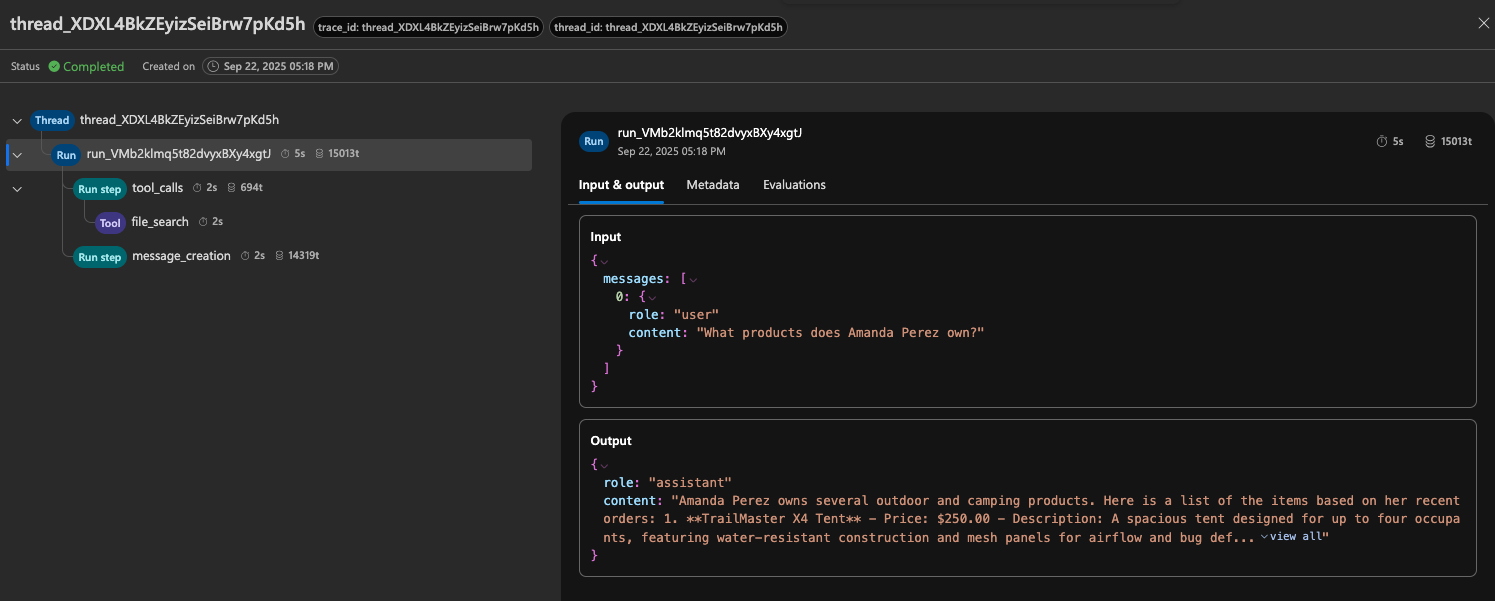 thread_XDXL4BkZEyizSeiBrw7pKd5h trace_id: thread_XDXL4BkZEyizSeiBrw7pKd5h thread_id: thread_XDXL4BkZEyizSeiBrw7pKd5h
Status Completed Created on Sep 22, 2025 05:18 PM
Thread thread_XDXL4BkZEyizSeiBrw7pKd5h
Run run_VMb2klmq5t82dvyxBXy4xgtJ 5s 15013t
Run step tool_calls 2s 694t
Tool file_search 2s
Run step message_creation 2s 14319t
Run run_VMb2klmq5t82dvyxBXy4xgtJ
Sep 22, 2025 05:18 PM
5s 15013t
Input & output Metadata Evaluations
Input
{
messages: [
0: {
role: "user"
content: "What products does Amanda Perez own?"
}
]
}
Output
{
role: "assistant"
content: "Amanda Perez owns several outdoor and camping products. Here is a list of the items based on her recent
orders: 1. **TrailMaster X4 Tent** – Price: $250.00 – Description: A spacious tent designed for up to four occupa
nts, featuring water-resistant construction and mesh panels for airflow and bug def... view all"
}